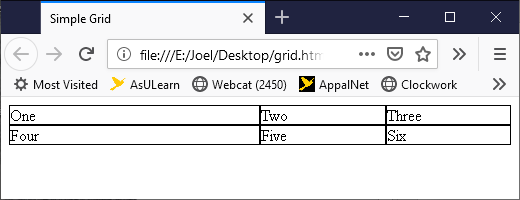 Simple Grid
file:///E:/Joel/Desktop/grid.htm
Most Visited AsULearn Webcat (2450) AppalNet Clockwork
One Two Three
Four Five Six